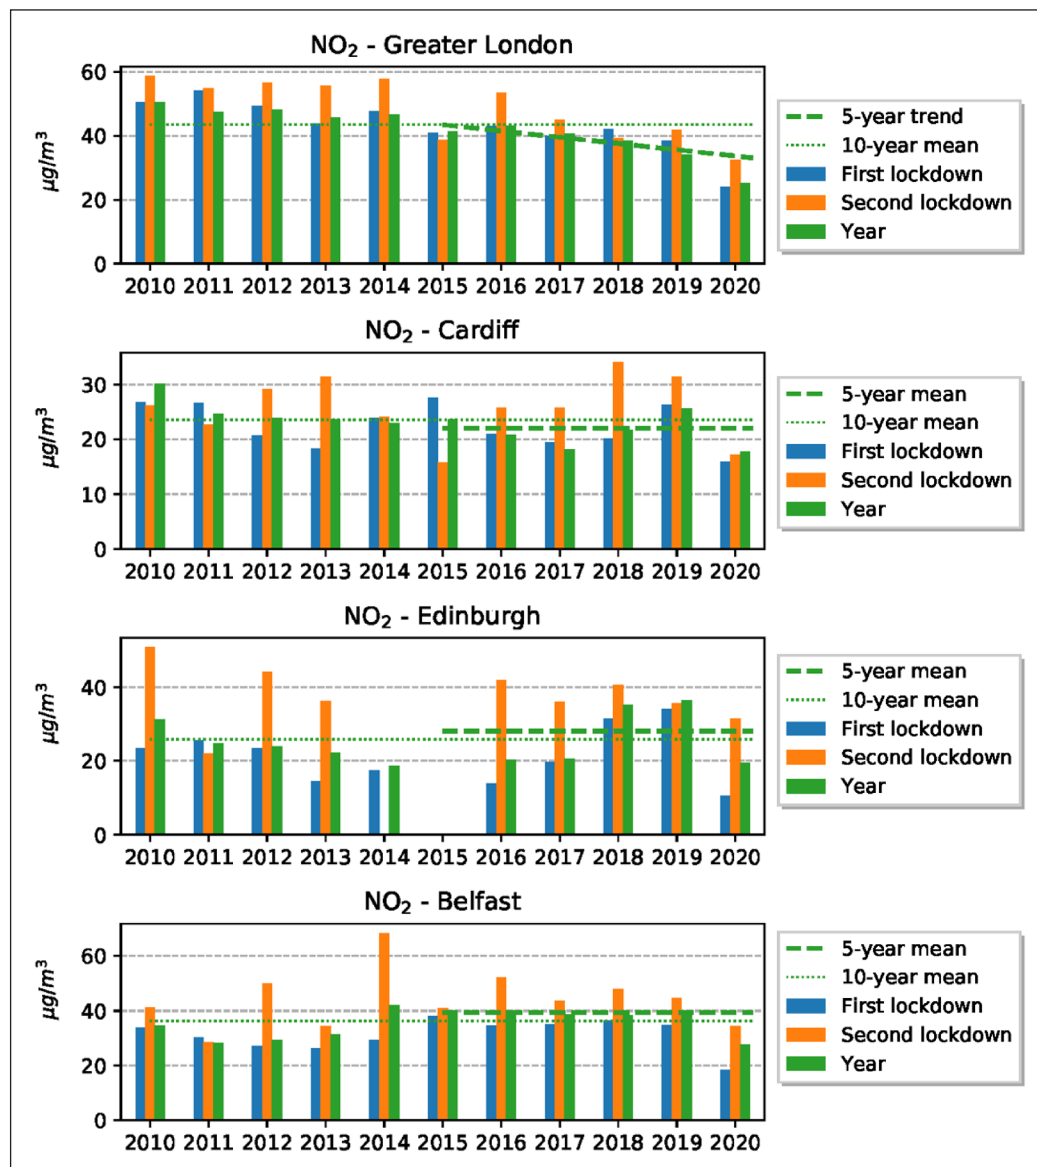 NO₂ - Greater London
60
40
20
0
μg/m³
2010 2011 2012 2013 2014 2015 2016 2017 2018 2019 2020
5-year trend
10-year mean
First lockdown
Second lockdown
Year
NO₂ - Cardiff
30
20
10
0
μg/m³
2010 2011 2012 2013 2014 2015 2016 2017 2018 2019 2020
5-year mean
10-year mean
First lockdown
Second lockdown
Year
NO₂ - Edinburgh
40
20
0
μg/m³
2010 2011 2012 2013 2014 2015 2016 2017 2018 2019 2020
5-year mean
10-year mean
First lockdown
Second lockdown
Year
NO₂ - Belfast
60
40
20
0
μg/m³
2010 2011 2012 2013 2014 2015 2016 2017 2018 2019 2020
5-year mean
10-year mean
First lockdown
Second lockdown
Year